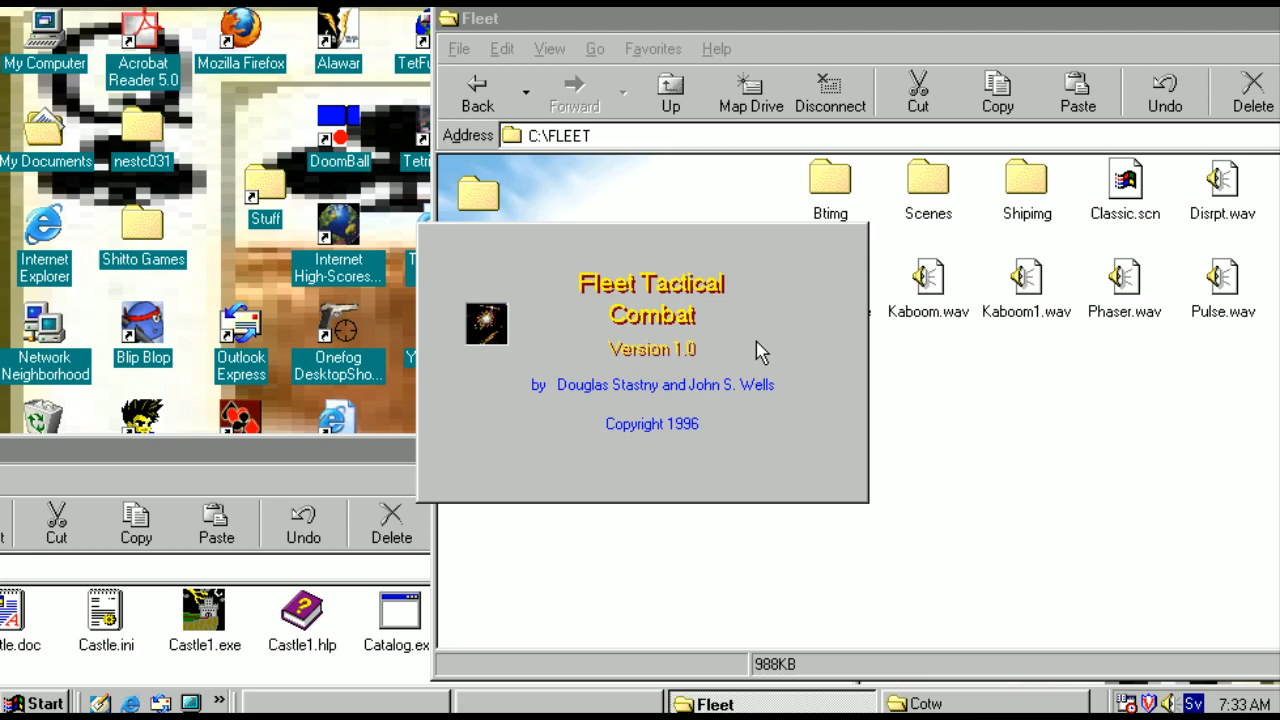 My Computer
Acrobat
Reader 5.0
Mozilla Firefox
Alawar
My Documents
nestc031
DoomBall
Stuff
Internet
Explorer
Shitto Games
Internet
High-Scores...
Network
Neighborhood
Blip Blop
Outlook
Express
Onefog
DesktopSho...
Fleet
File Edit View Go Favorites Help
Back Forward Up Map Drive Disconnect Cut Copy Paste Undo Delete
Address C:\FLEET
Btimg Scenes Shipimg Classic.scn Disrpt.wav
Kaboom.wav Kaboom1.wav Phaser.wav Pulse.wav
Fleet Tactical
Combat
Version 1.0
by Douglas Stastny and John S. Wells
Copyright 1996
Cut Copy Paste Undo Delete
tle.doc Castle.ini Castle1.exe Castle1.hlp Catalog.ex
988KB
Start Fleet Cotw Sv 7:33 AM